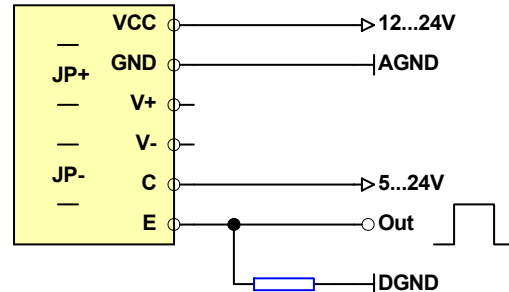 VCC 12...24V
GND AGND
JP+
V+
V-
JP-
C 5...24V
E Out
DGND